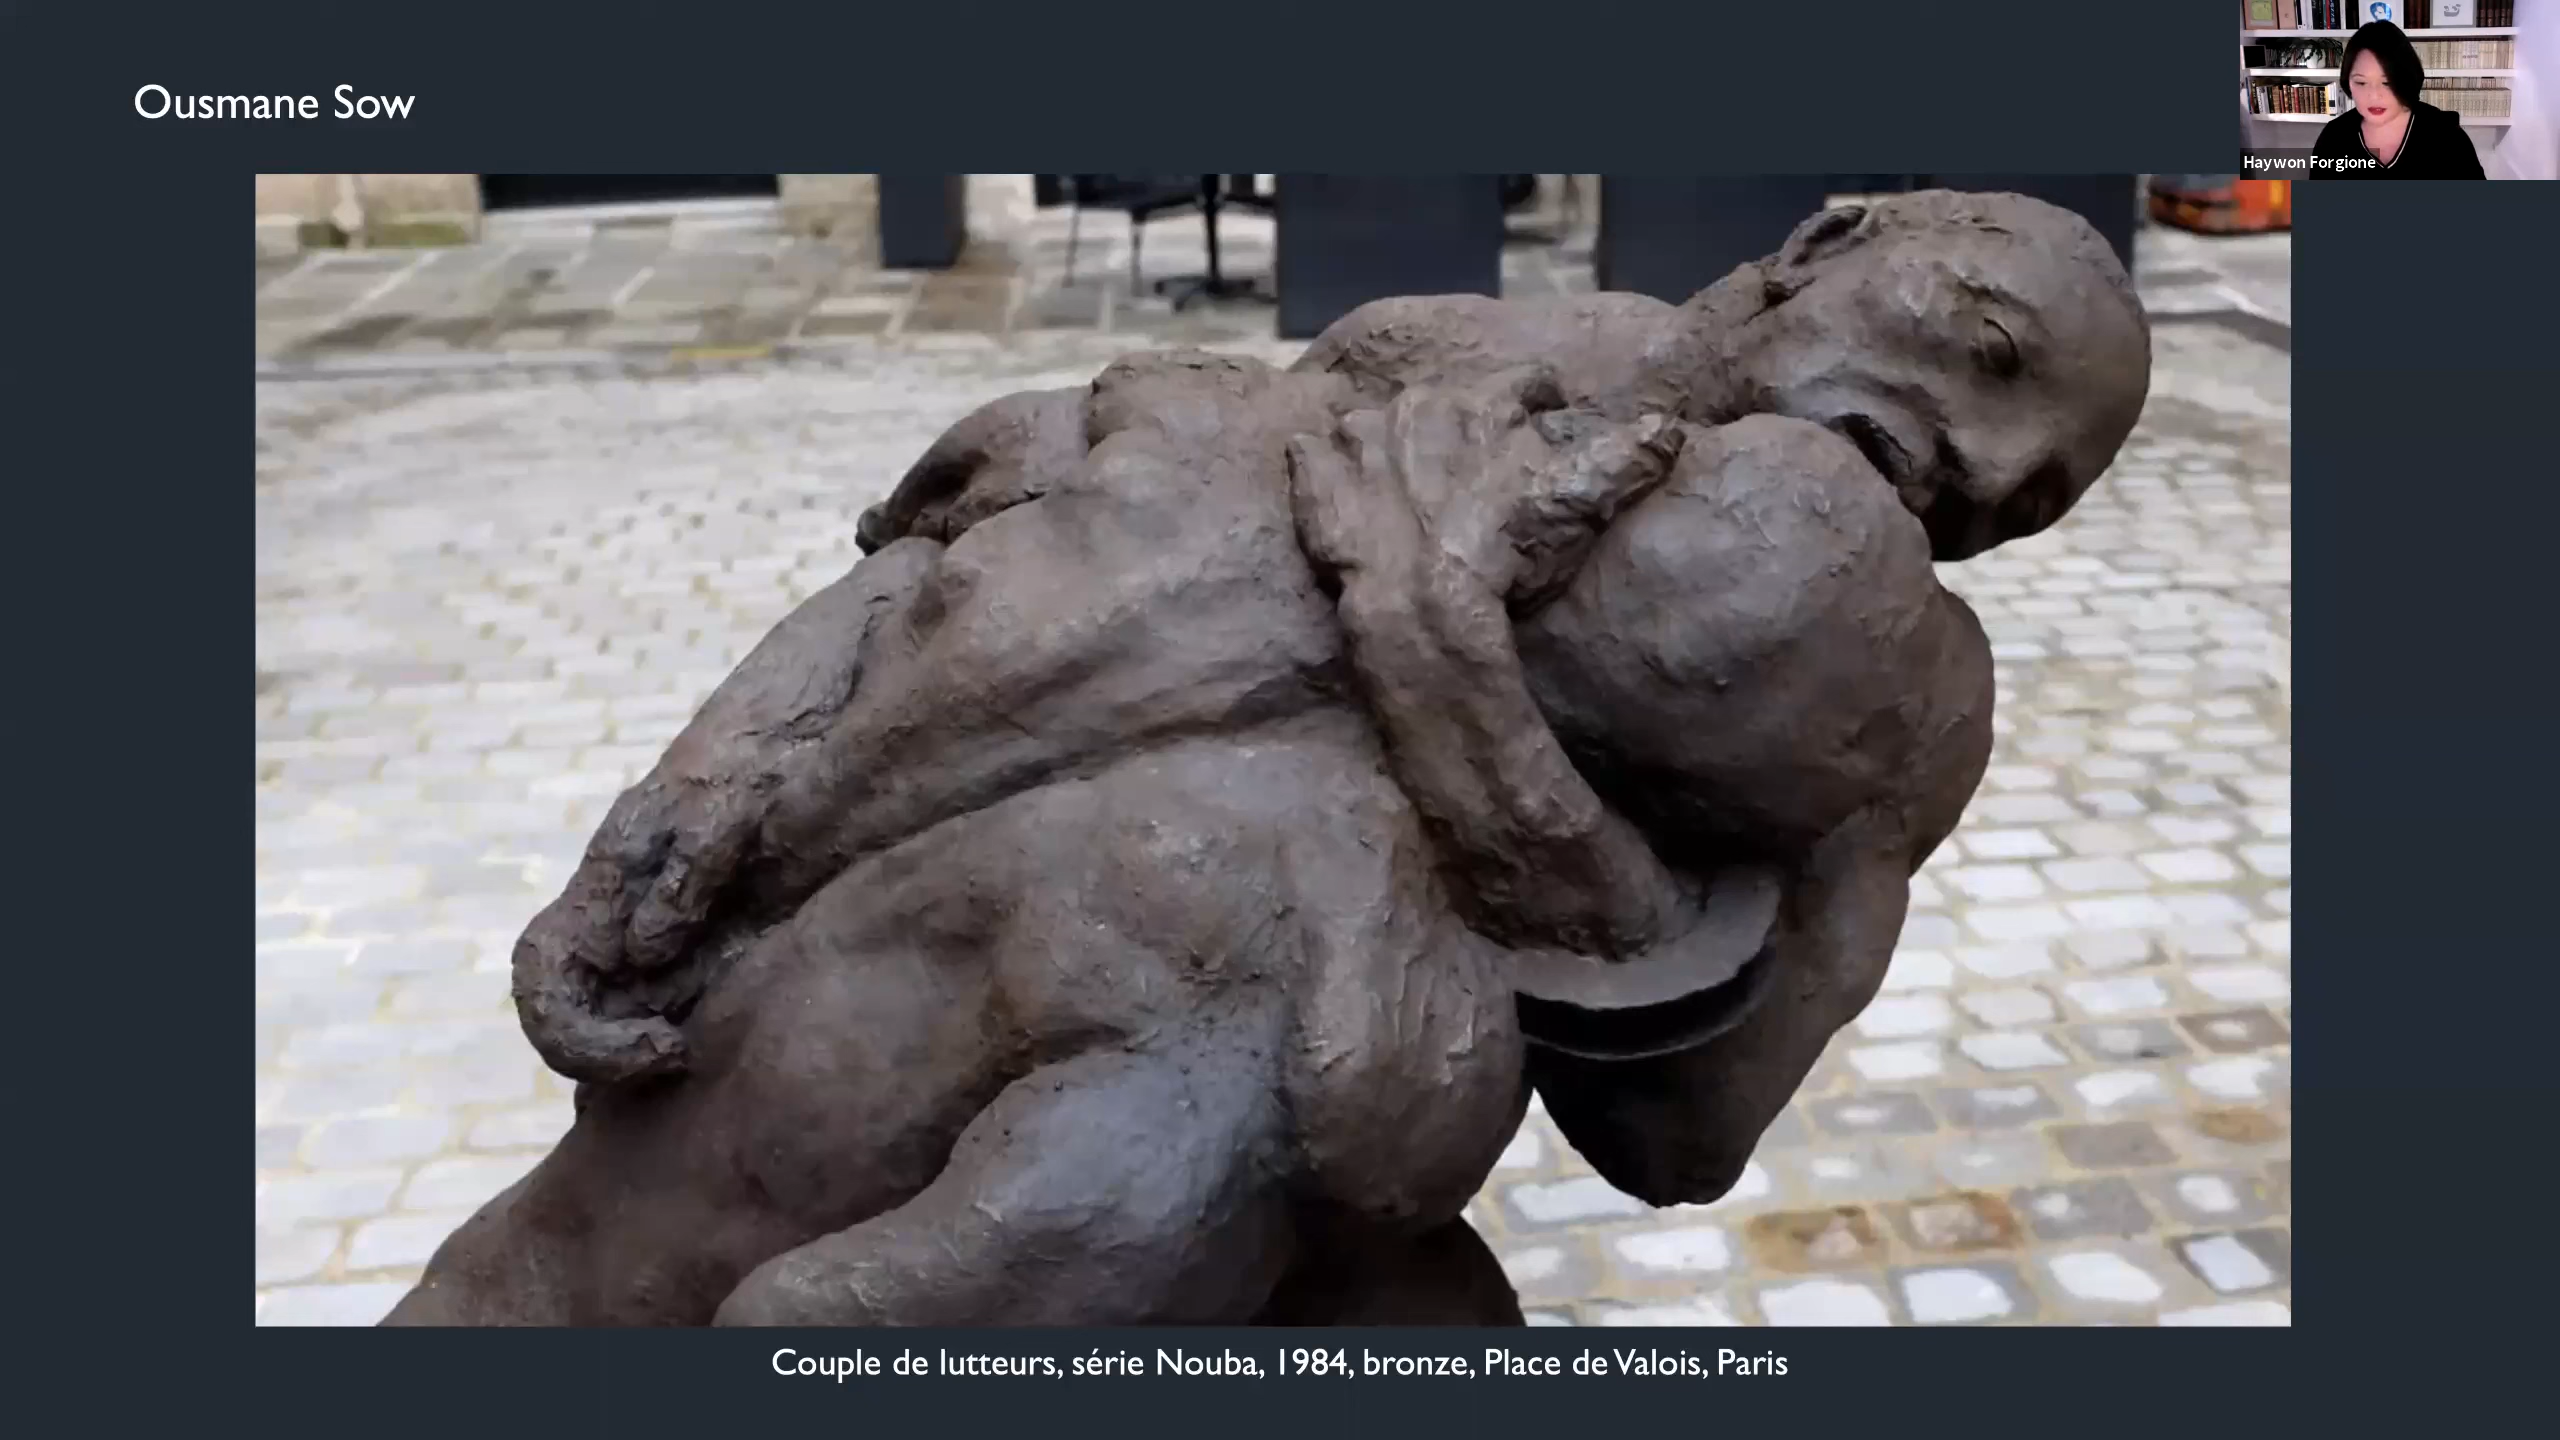 Ousmane Sow
Haywon Forgione
Couple de lutteurs, série Nouba, 1984, bronze, Place de Valois, Paris